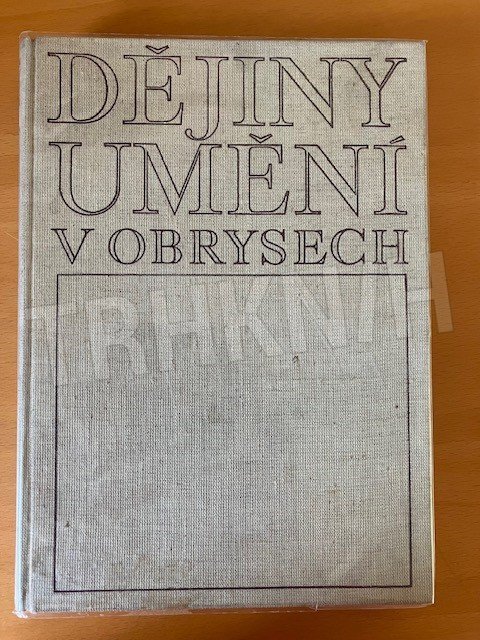 DĚJINY
UMĚNÍ
V OBRYSECH
TRHKNIH